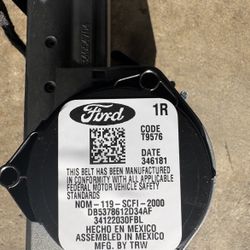 Ford
1R
CODE
T9576
DATE
346181
THIS BELT HAS BEEN MANUFACTURED
IN CONFORMITY WITH ALL APPLICABLE
FEDERAL MOTOR VEHICLE SAFETY
STANDARDS
NOM-119-SCFI-2000
DB5378612D34AF
34122030FBL
HECHO EN MEXICO
ASSEMBLED IN MEXICO
MFG. BY TRW